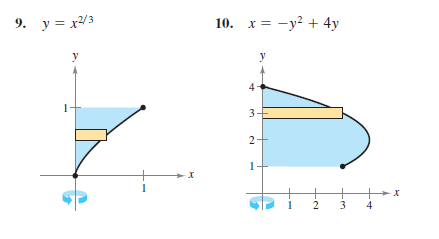 9. y = x^{2/3}
y
1
x
1
10. x = −y² + 4y
y
4
3
2
1
x
1 2 3 4